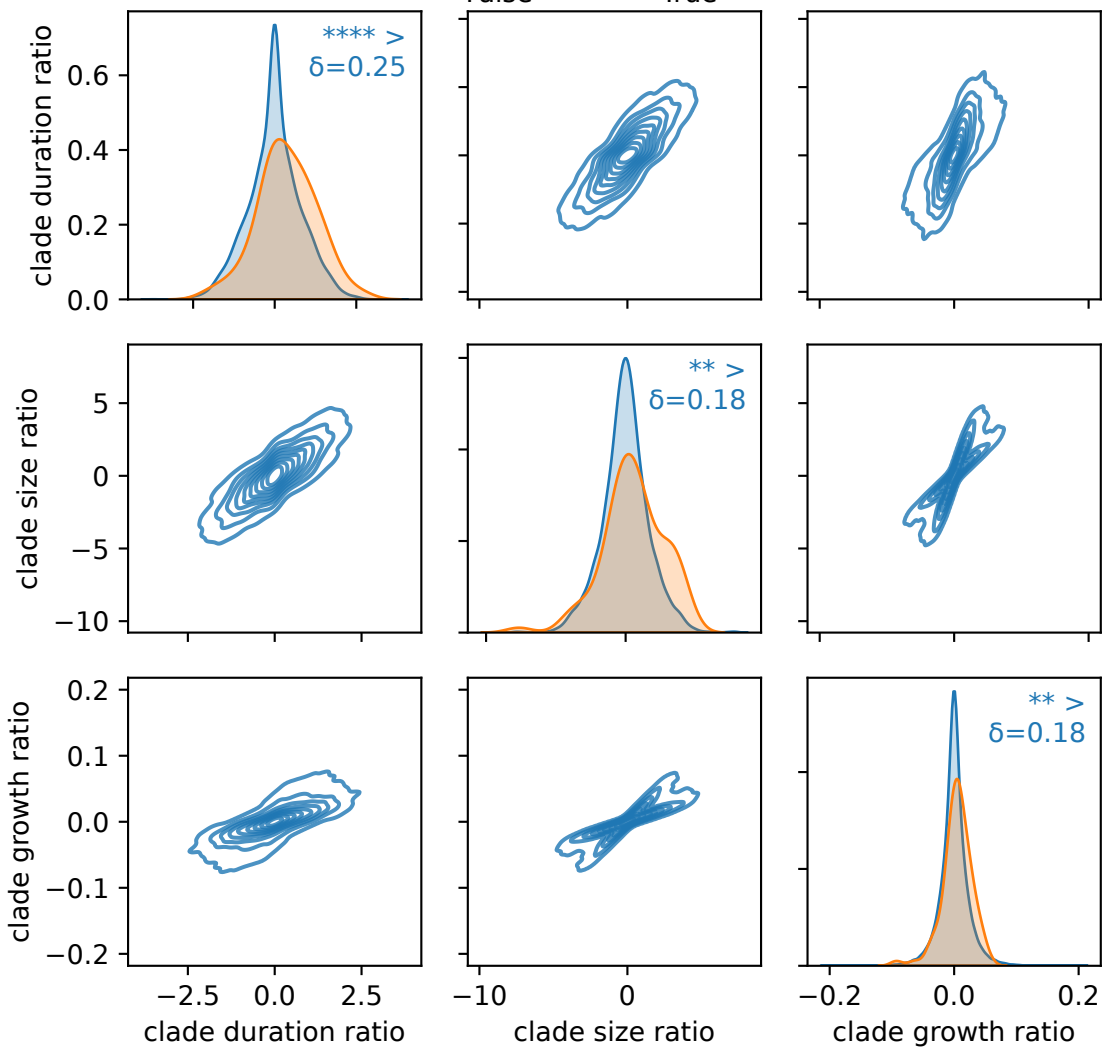 False True
clade duration ratio
0.6
0.4
0.2
0.0
**** >
δ=0.25
clade size ratio
5
0
−5
−10
** >
δ=0.18
clade growth ratio
0.2
0.1
0.0
−0.1
−0.2
** >
δ=0.18
−2.5 0.0 2.5
−10 0
−0.2 0.0 0.2
clade duration ratio
clade size ratio
clade growth ratio